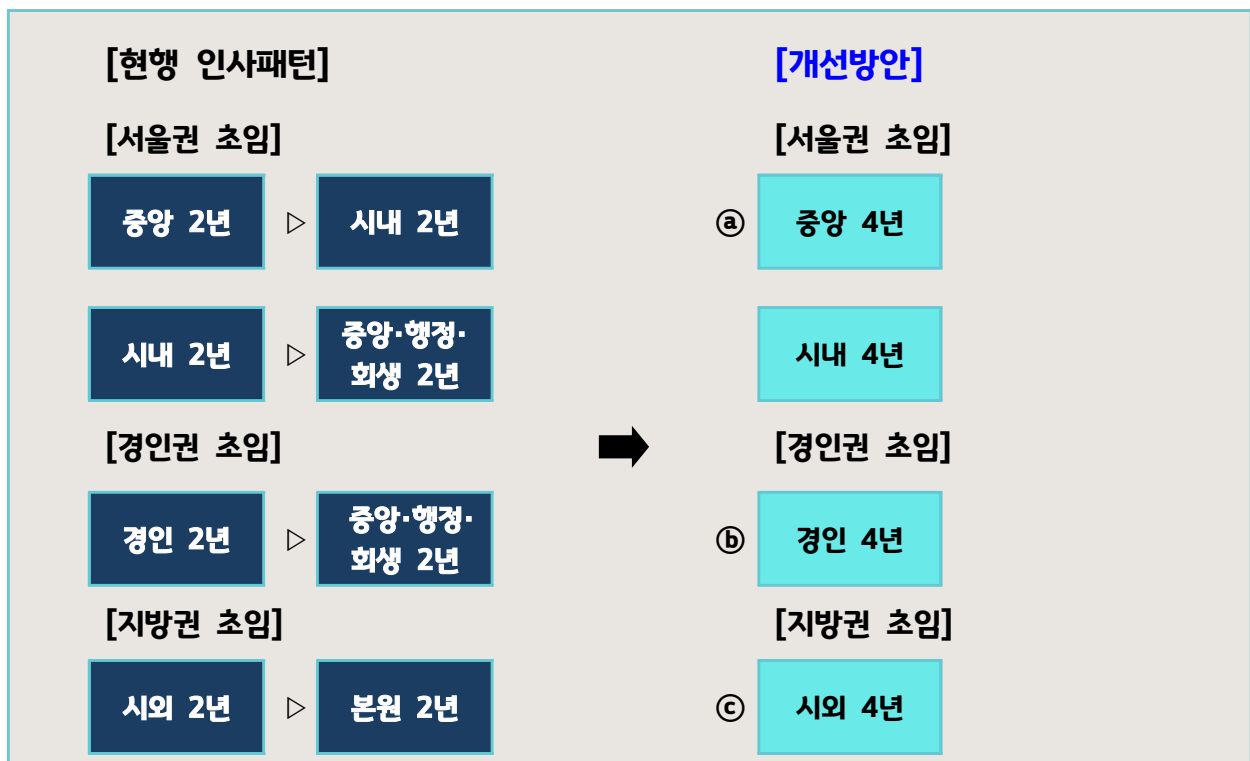 [현행 인사패턴]
[개선방안]
[서울권 초임]
[서울권 초임]
중앙 2년 ▷ 시내 2년
ⓐ 중앙 4년
시내 2년 ▷ 중앙·행정·
회생 2년
시내 4년
[경인권 초임]
[경인권 초임]
경인 2년 ▷ 중앙·행정·
회생 2년
ⓑ 경인 4년
[지방권 초임]
[지방권 초임]
시외 2년 ▷ 본원 2년
ⓒ 시외 4년